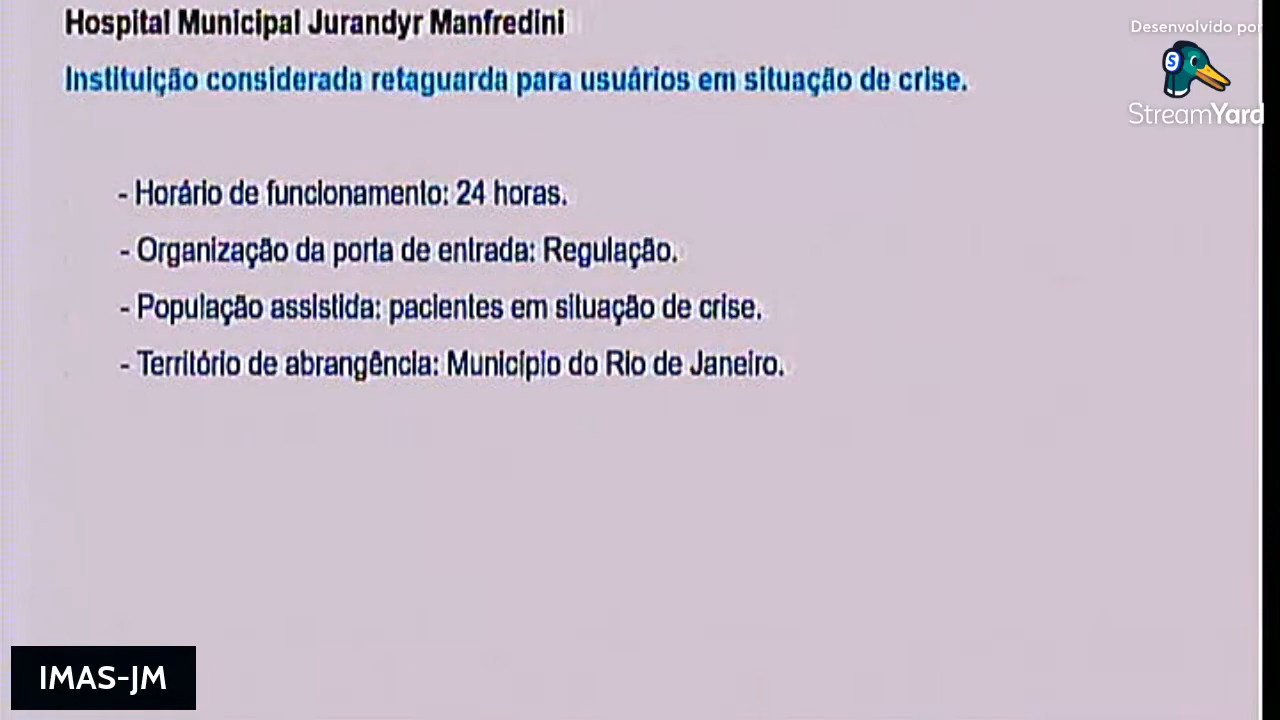 Hospital Municipal Jurandyr Manfredini
Desenvolvido por
Instituição considerada retaguarda para usuários em situação de crise.
StreamYard
- Horário de funcionamento: 24 horas.
- Organização da porta de entrada: Regulação.
- População assistida: pacientes em situação de crise.
- Território de abrangência: Município do Rio de Janeiro.
IMAS-JM